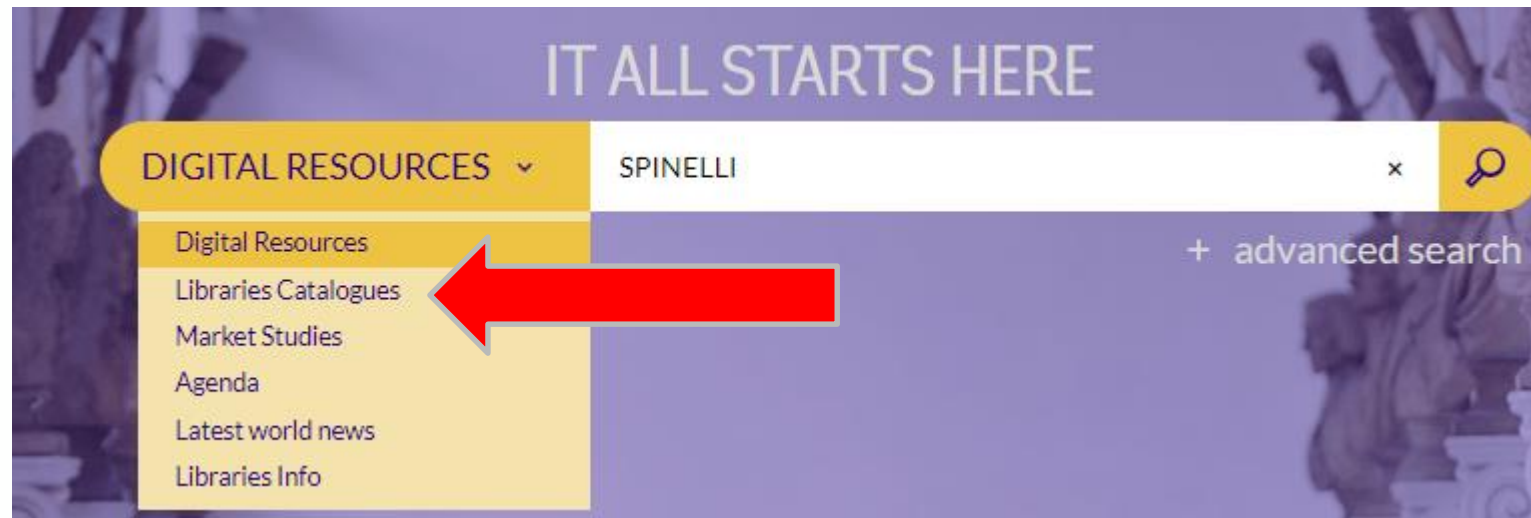 IT ALL STARTS HERE
DIGITAL RESOURCES SPINELLI ×
Digital Resources
+ advanced search
Libraries Catalogues
Market Studies
Agenda
Latest world news
Libraries Info